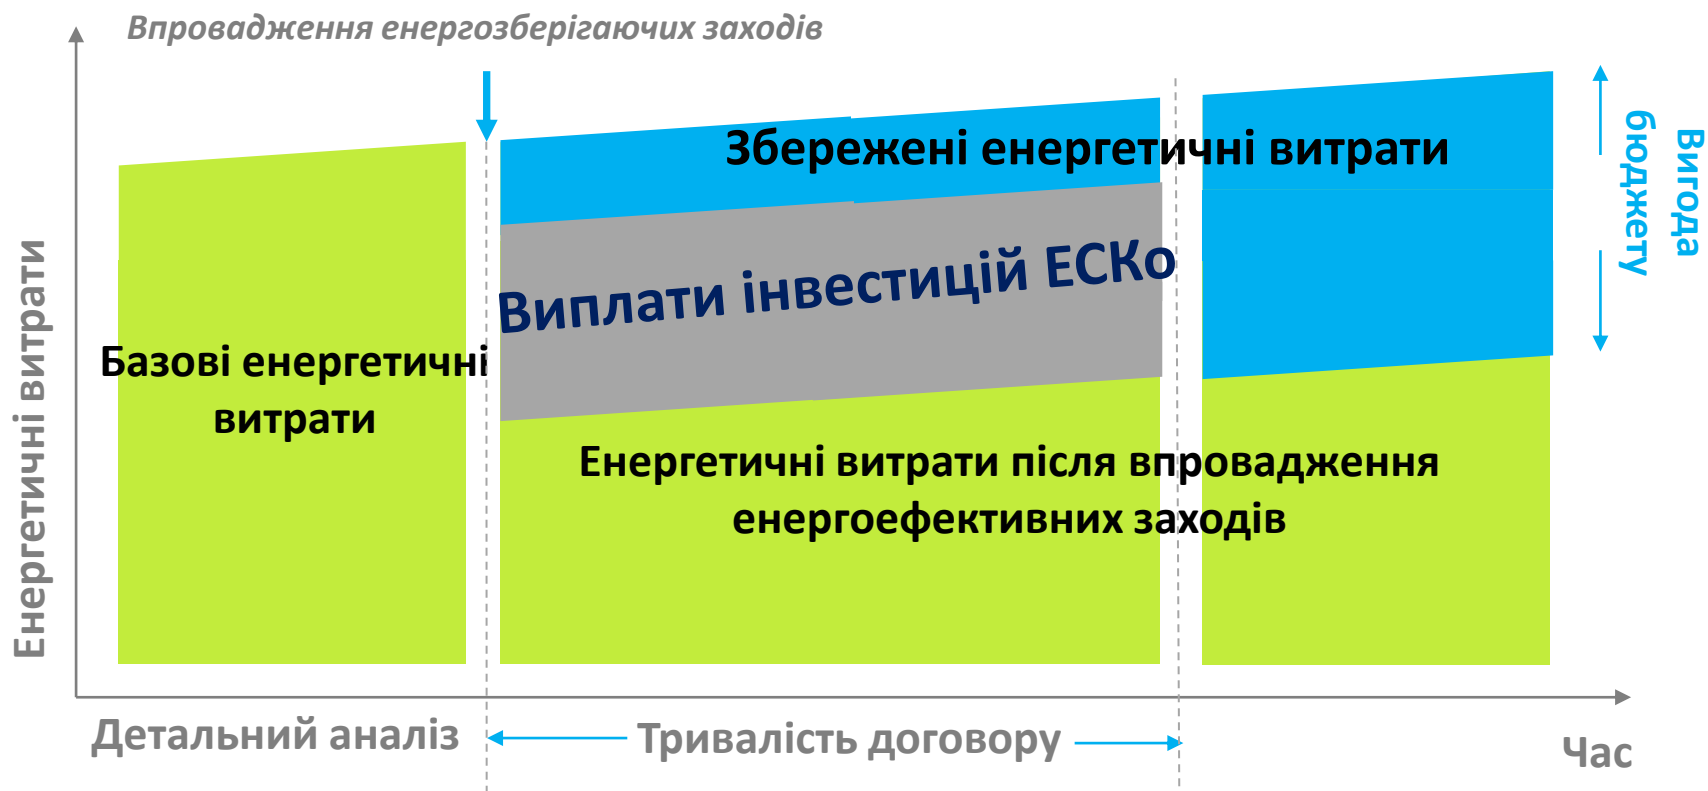 Впровадження енергозберігаючих заходів
Збережені енергетичні витрати
Вигода
бюджету
Виплати інвестицій ЕСКо
Енергетичні витрати
Базові енергетичні
витрати
Енергетичні витрати після впровадження
енергоефективних заходів
Детальний аналіз
Тривалість договору
Час